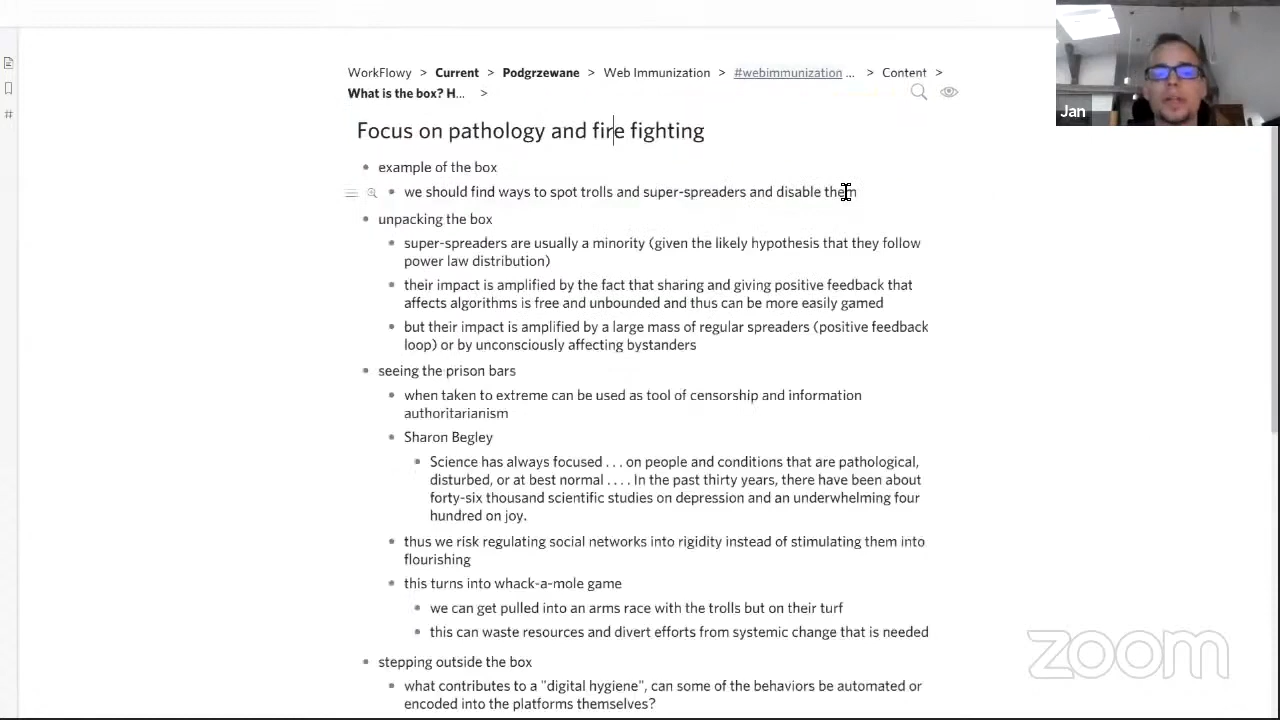 WorkFlowy > Current > Podgrzewane > Web Immunization > #webimmunization ... > Content >
What is the box? H... >
Focus on pathology and fire fighting
example of the box
we should find ways to spot trolls and super-spreaders and disable them
unpacking the box
super-spreaders are usually a minority (given the likely hypothesis that they follow
power law distribution)
their impact is amplified by the fact that sharing and giving positive feedback that
affects algorithms is free and unbounded and thus can be more easily gamed
but their impact is amplified by a large mass of regular spreaders (positive feedback
loop) or by unconsciously affecting bystanders
seeing the prison bars
when taken to extreme can be used as tool of censorship and information
authoritarianism
Sharon Begley
Science has always focused . . . on people and conditions that are pathological,
disturbed, or at best normal . . . . In the past thirty years, there have been about
forty-six thousand scientific studies on depression and an underwhelming four
hundred on joy.
thus we risk regulating social networks into rigidity instead of stimulating them into
flourishing
this turns into whack-a-mole game
we can get pulled into an arms race with the trolls but on their turf
this can waste resources and divert efforts from systemic change that is needed
stepping outside the box
what contributes to a "digital hygiene", can some of the behaviors be automated or
encoded into the platforms themselves?
Jan
zoom